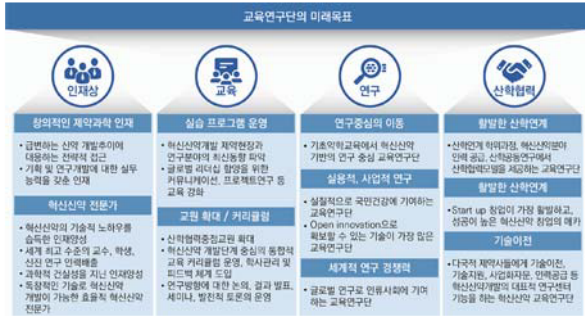 교육연구단의 미래목표
인재상
창의적인 제약과학 인재
• 급변하는 신약 개발추이에
대응하는 전략적 접근
• 기획 및 연구개발에 대한 실무
능력을 갖춘 인재
혁신신약 전문가
• 혁신신약의 기술적 노하우를
습득한 인재양성
• 세계 최고 수준의 교수, 학생,
신진 연구 인력배출
• 과학적 건실성을 지닌 인재양성
• 독창적인 기술로 혁신신약
개발이 가능한 효율적 혁신신약
전문가
교육
실습 프로그램 운영
• 혁신신약개발 제약현장과
연구분야의 최신동향 파악
• 글로벌 리더십 함양을 위한
커뮤니케이션, 프로젝트연구 등
교육 강화
교원 확대 / 커리큘럼
• 산학협력중점교원 확대
• 혁신신약 개발단계 중심의 통합적
교육 커리큘럼 운영, 학사관리 및
피드백 체계 도입
• 연구방향에 대한 논의, 결과 발표,
세미나, 발전적 토론의 운영
연구
연구중심의 이동
• 기초약학교육에서 혁신신약
기반의 연구 중심 교육연구단
실용적, 사업적 연구
• 실질적으로 국민건강에 기여하는
교육연구단
• Open innovation으로
확보할 수 있는 기술이 가장 많은
교육연구단
세계적 연구 경쟁력
• 글로벌 연구로 인류사회에 기여
하는 교육연구단
산학협력
활발한 산학연계
• 산학연계 학위과정, 혁신신약분야
인력 공급, 산학공동연구에서
산학협력모델을 제공하는 교육연구단
활발한 산학연계
• Start up 창업이 가장 활발하고,
성공이 높은 혁신신약 창업의 메카
기술이전
• 다국적 제약사들에게 기술이전,
기술지원, 사업화자문, 인력공급 등
혁신신약개발의 대표적 연구센터
기능을 하는 혁신신약 교육연구단